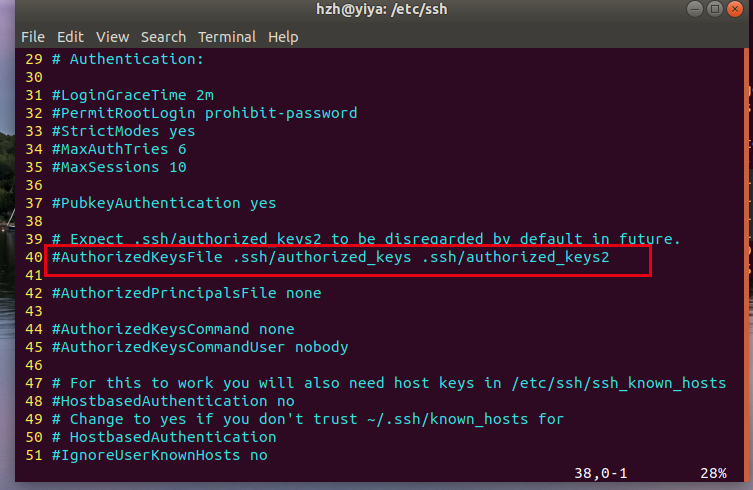 hzh@yiya: /etc/ssh
File Edit View Search Terminal Help
29 # Authentication:
30
31 #LoginGraceTime 2m
32 #PermitRootLogin prohibit-password
33 #StrictModes yes
34 #MaxAuthTries 6
35 #MaxSessions 10
36
37 #PubkeyAuthentication yes
38
39 # Expect .ssh/authorized_keys2 to be disregarded by default in future.
40 #AuthorizedKeysFile .ssh/authorized_keys .ssh/authorized_keys2
41
42 #AuthorizedPrincipalsFile none
43
44 #AuthorizedKeysCommand none
45 #AuthorizedKeysCommandUser nobody
46
47 # For this to work you will also need host keys in /etc/ssh/ssh_known_hosts
48 #HostbasedAuthentication no
49 # Change to yes if you don't trust ~/.ssh/known_hosts for
50 # HostbasedAuthentication
51 #IgnoreUserKnownHosts no
38,0-1 28%